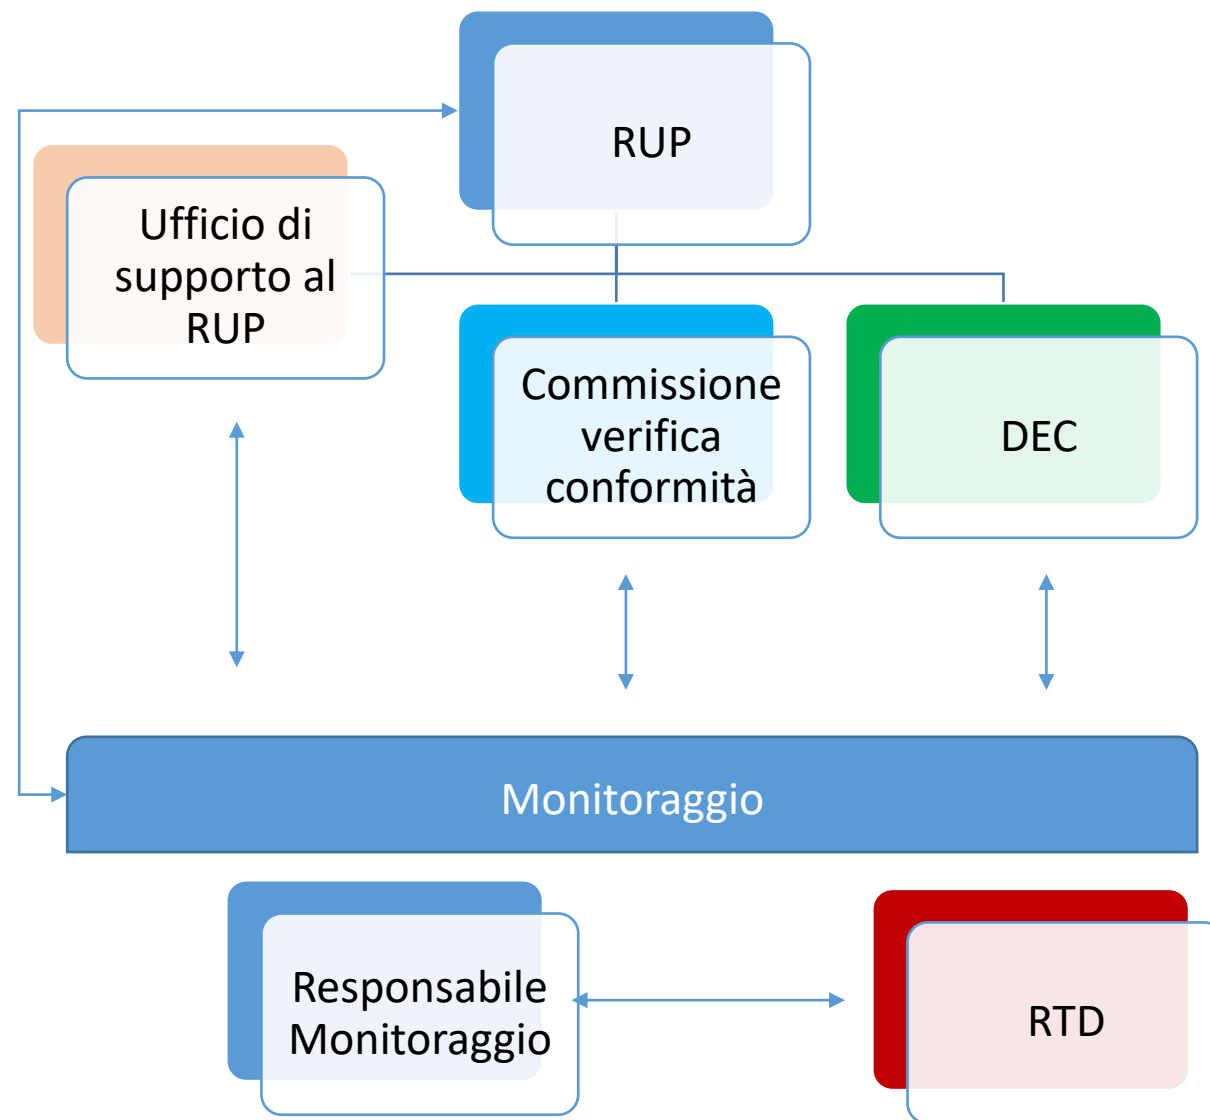 RUP
Ufficio di
supporto al
RUP
Commissione
verifica
conformità
DEC
Monitoraggio
Responsabile
Monitoraggio
RTD